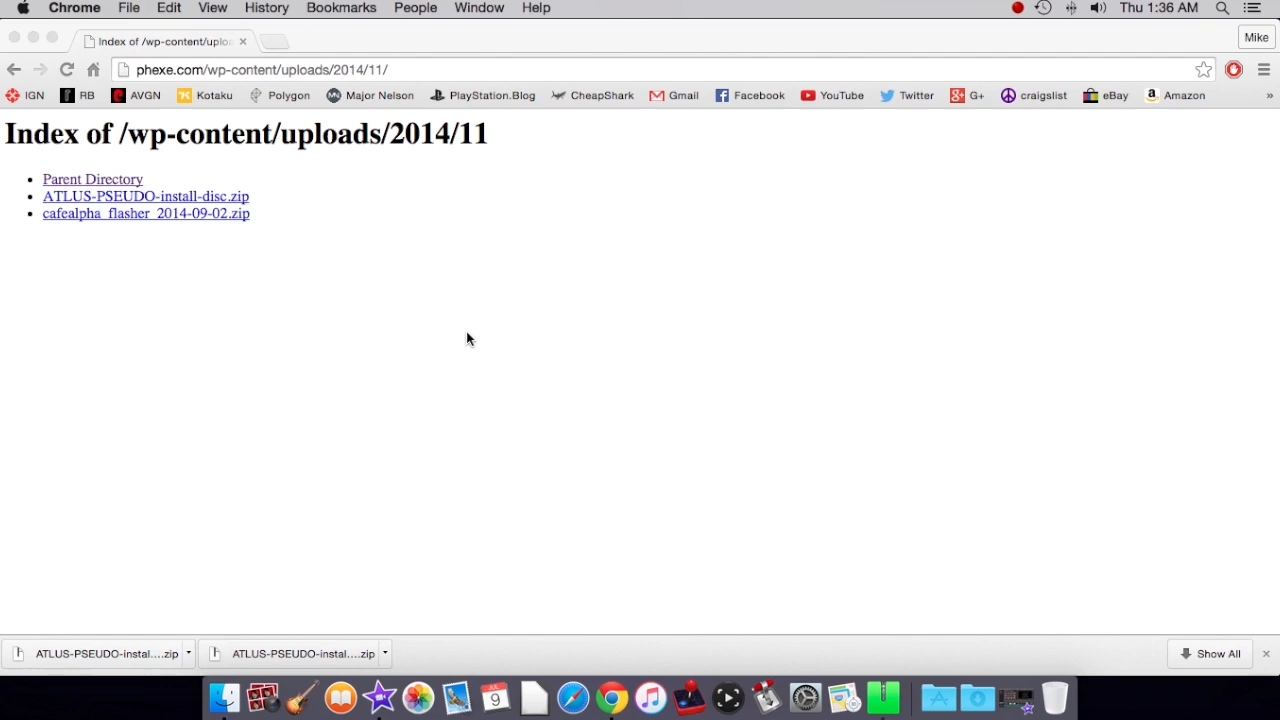 Chrome File Edit View History Bookmarks People Window Help Thu 1:36 AM
Index of /wp-content/uplo Mike
phexe.com/wp-content/uploads/2014/11/
IGN RB AVGN Kotaku Polygon Major Nelson PlayStation.Blog CheapShark Gmail Facebook YouTube Twitter G+ craigslist eBay Amazon »
Index of /wp-content/uploads/2014/11
• Parent Directory
• ATLUS-PSEUDO-install-disc.zip
• cafealpha_flasher_2014-09-02.zip
ATLUS-PSEUDO-instal....zip ATLUS-PSEUDO-instal....zip Show All
JUL
9